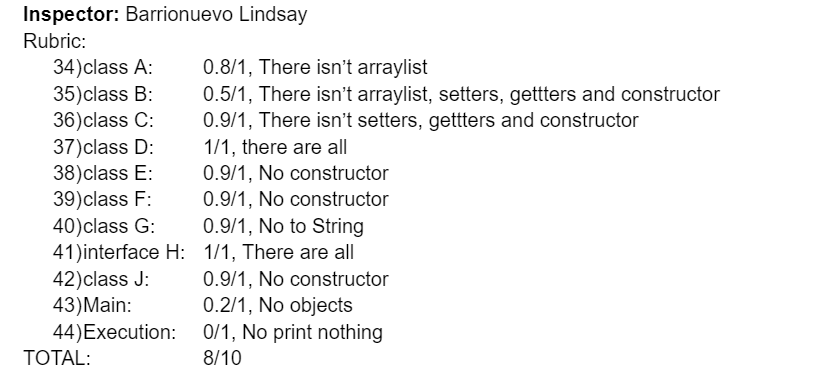 Inspector: Barrionuevo Lindsay
Rubric:
34)class A: 0.8/1, There isn’t arraylist
35)class B: 0.5/1, There isn’t arraylist, setters, gettters and constructor
36)class C: 0.9/1, There isn’t setters, gettters and constructor
37)class D: 1/1, there are all
38)class E: 0.9/1, No constructor
39)class F: 0.9/1, No constructor
40)class G: 0.9/1, No to String
41)interface H: 1/1, There are all
42)class J: 0.9/1, No constructor
43)Main: 0.2/1, No objects
44)Execution: 0/1, No print nothing
TOTAL: 8/10